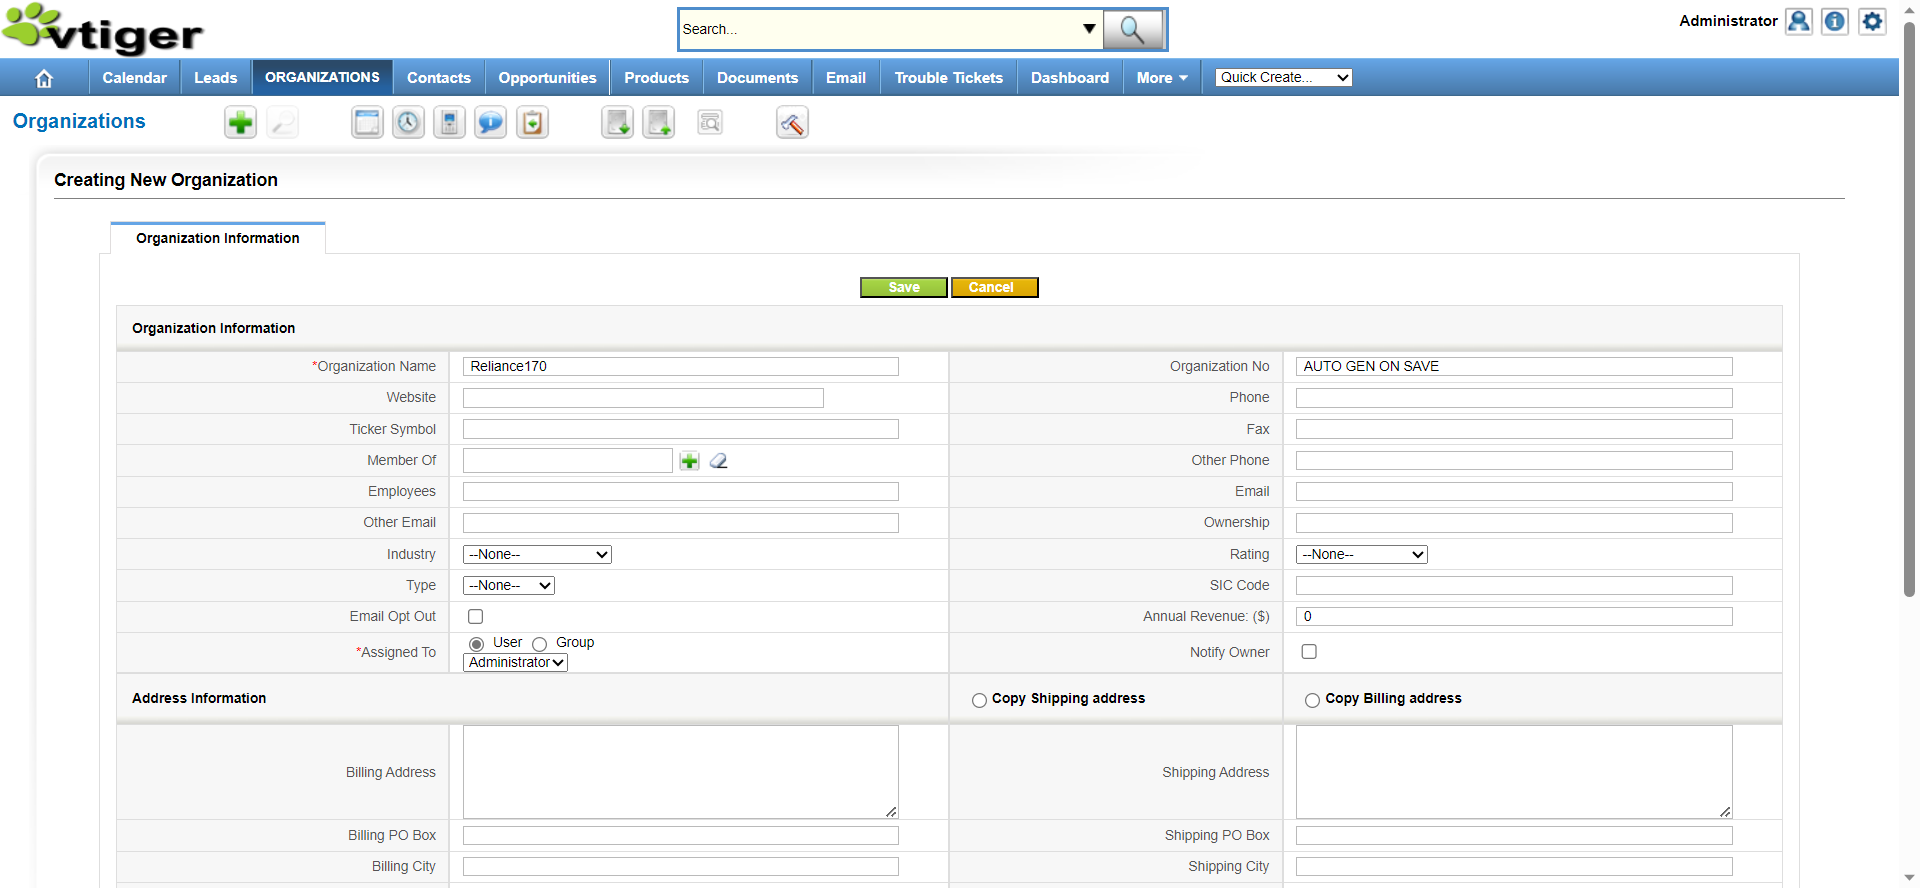 vtiger
Search...
Administrator
Calendar Leads ORGANIZATIONS Contacts Opportunities Products Documents Email Trouble Tickets Dashboard More Quick Create...
Organizations
Creating New Organization
Organization Information
Save Cancel
Organization Information
*Organization Name Reliance170 Organization No AUTO GEN ON SAVE
Website Phone
Ticker Symbol Fax
Member Of Other Phone
Employees Email
Other Email Ownership
Industry --None-- Rating --None--
Type --None-- SIC Code
Email Opt Out Annual Revenue: ($) 0
*Assigned To User Group Administrator Notify Owner
Address Information Copy Shipping address Copy Billing address
Billing Address Shipping Address
Billing PO Box Shipping PO Box
Billing City Shipping City